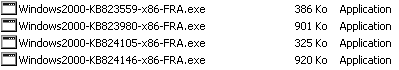 Windows2000-KB823559-x86-FRA.exe 386 Ko Application
Windows2000-KB823980-x86-FRA.exe 901 Ko Application
Windows2000-KB824105-x86-FRA.exe 325 Ko Application
Windows2000-KB824146-x86-FRA.exe 920 Ko Application